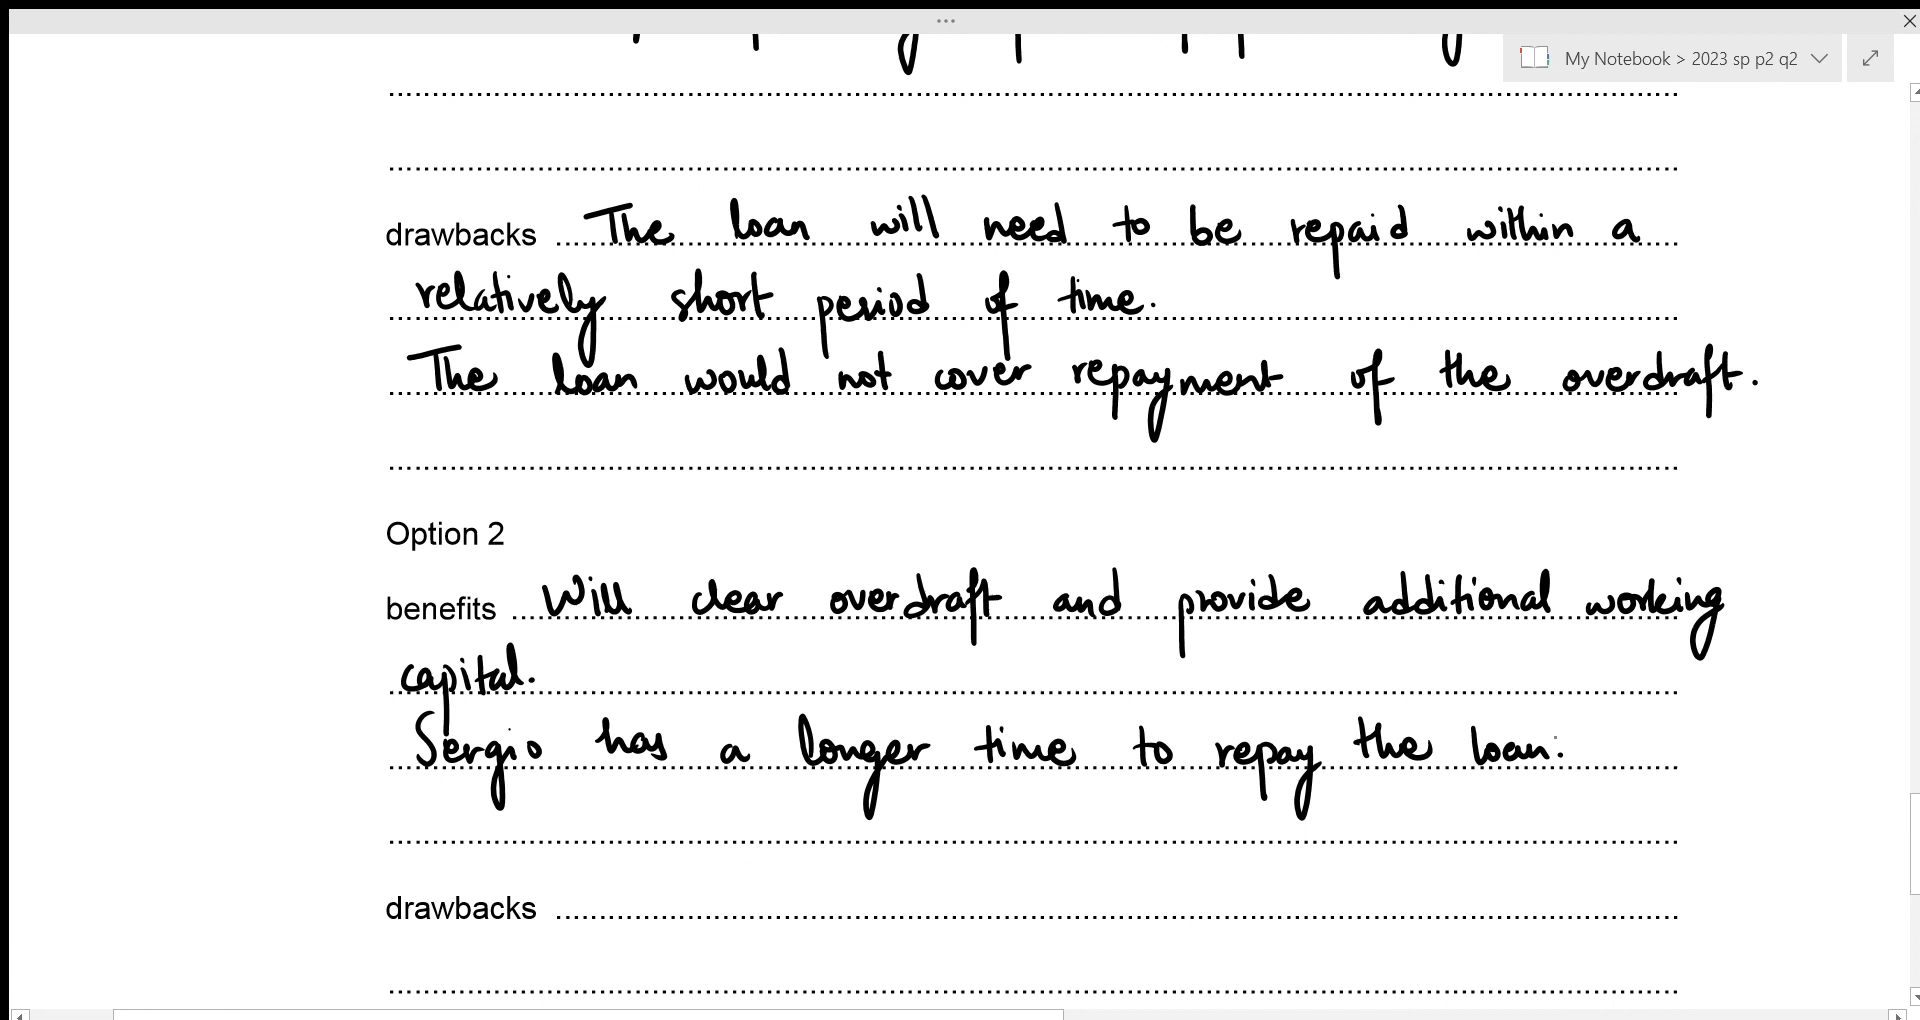 My Notebook > 2023 sp p2 q2
drawbacks The loan will need to be repaid within a
relatively short period of time.
The loan would not cover repayment of the overdraft.
Option 2
benefits Will clear overdraft and provide additional working
capital.
Sergio has a longer time to repay the loan.
drawbacks